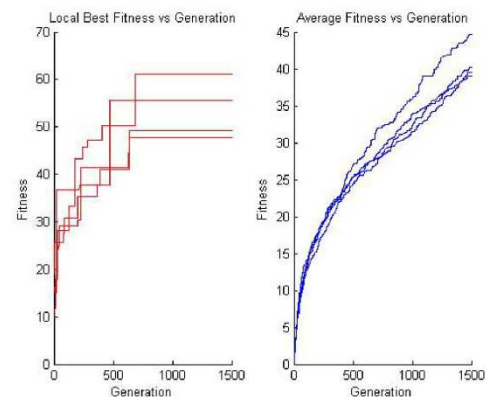 Local Best Fitness vs Generation
70
60
50
40
30
20
10
0
Fitness
0 500 1000 1500
Generation
Average Fitness vs Generation
45
40
35
30
25
20
15
10
5
0
Fitness
0 500 1000 1500
Generation